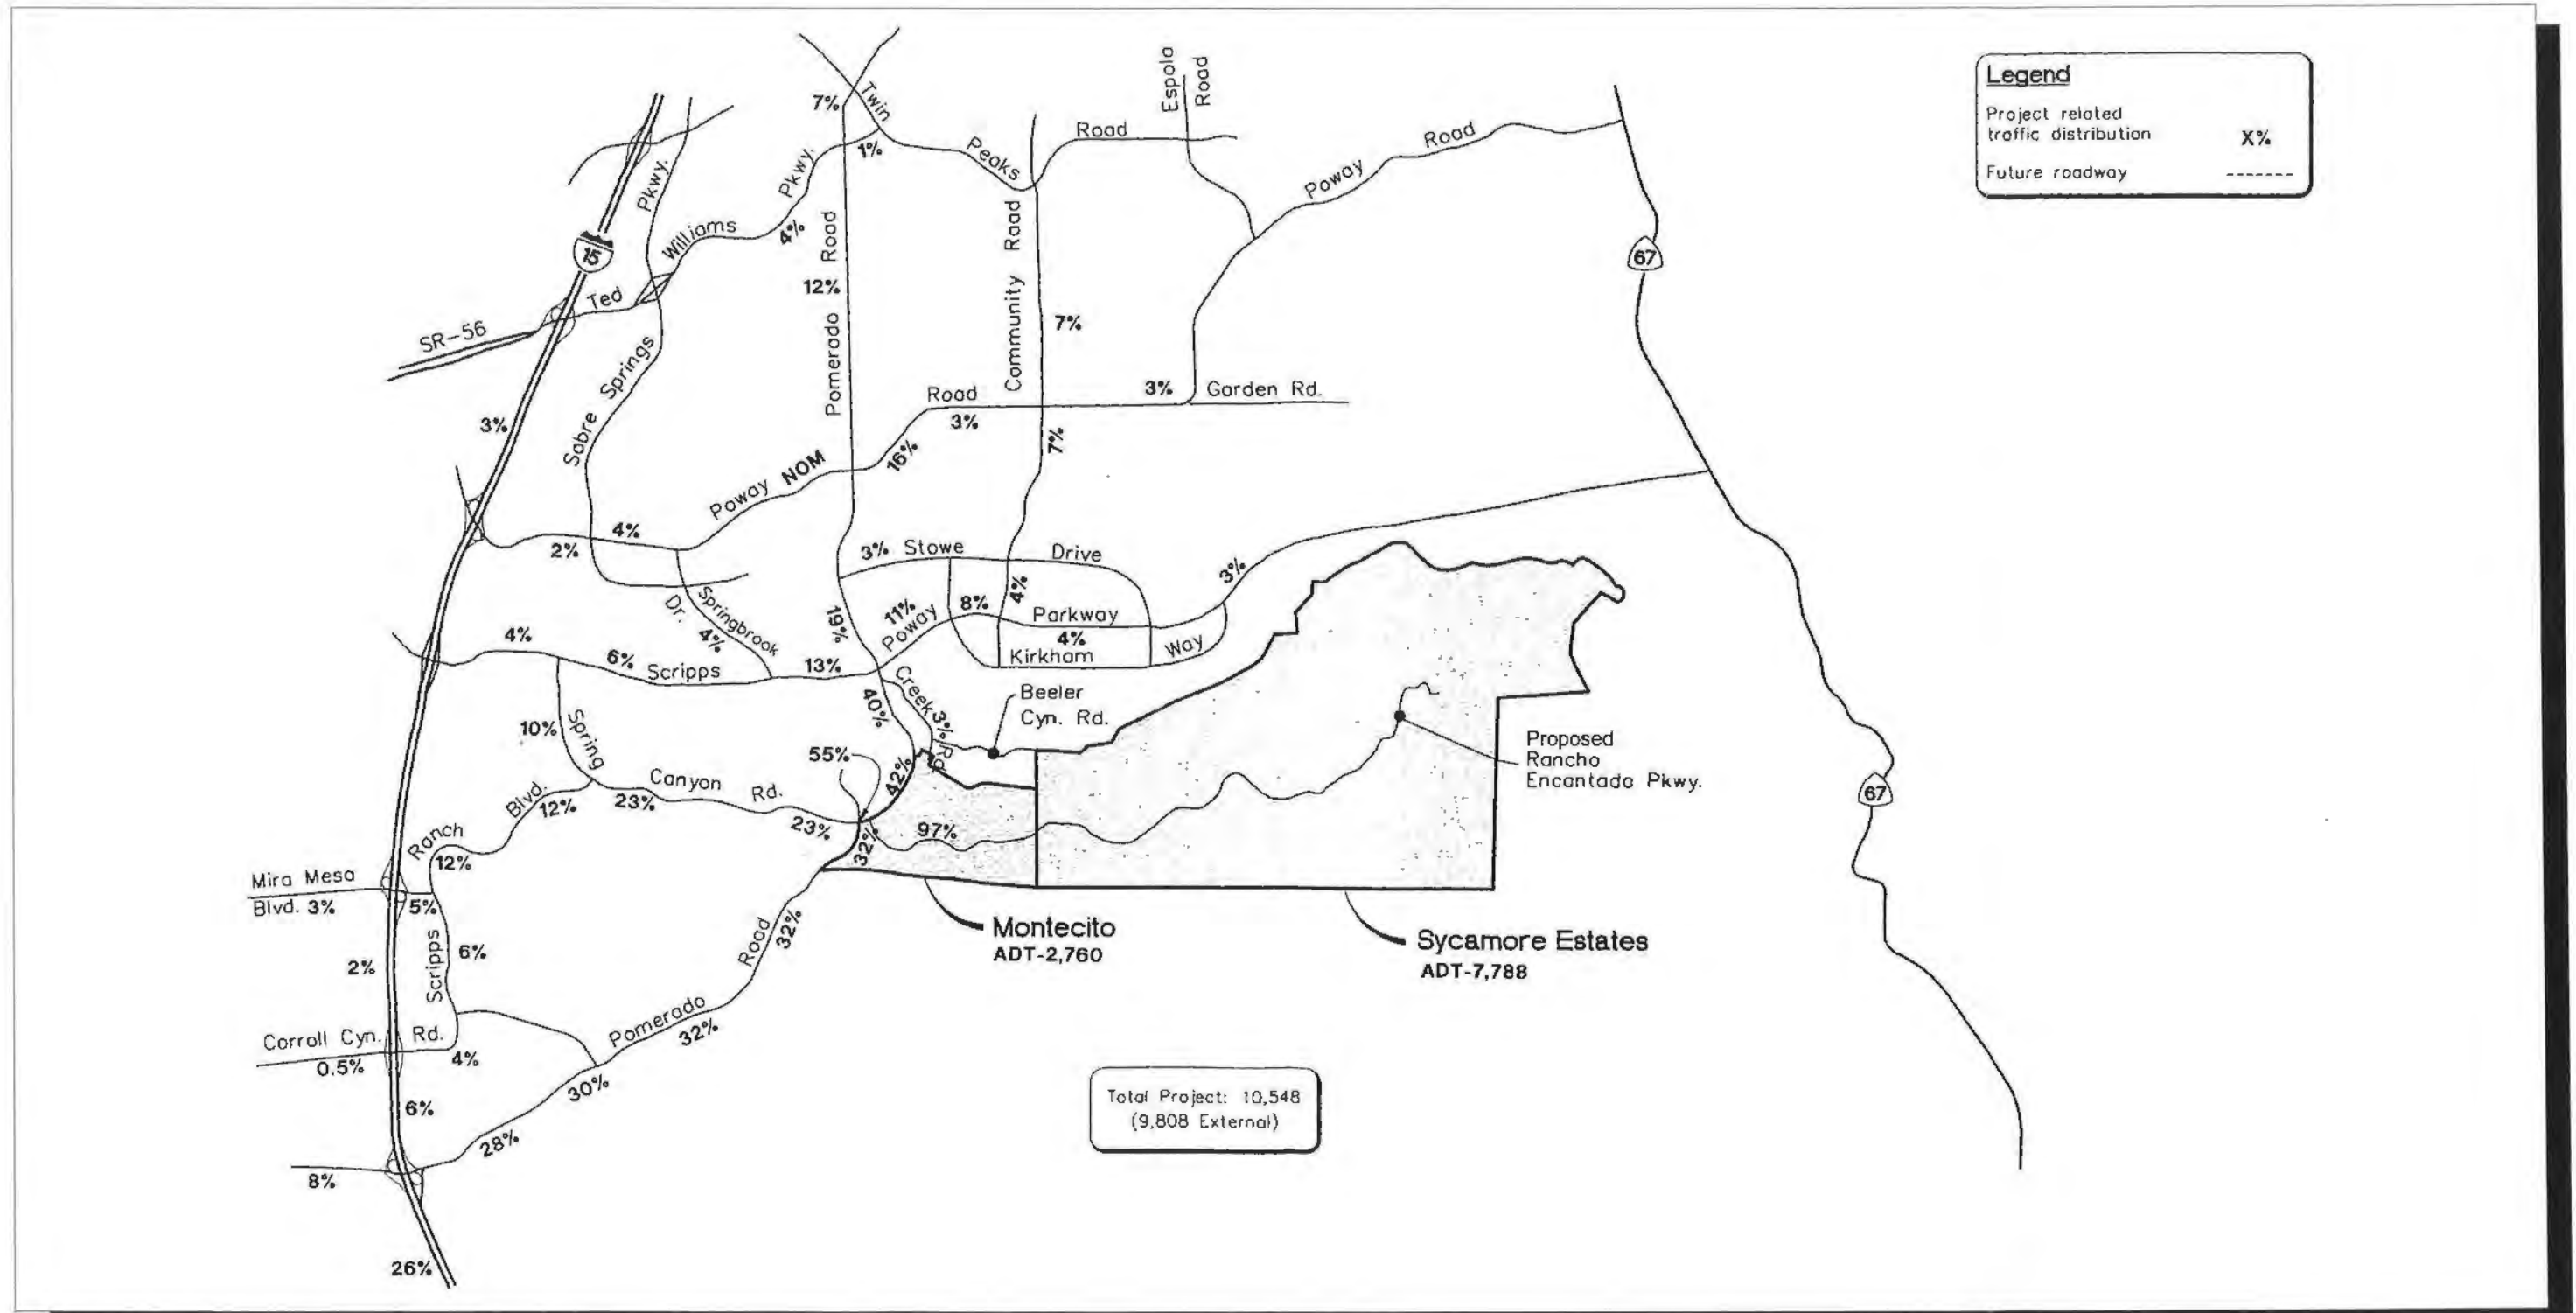 Legend
Project related
traffic distribution X%
Future roadway
Espola
Road
Twin
7%
Road
1%
Peaks
Pkwy.
Pkwy.
Poway Road
Williams
4%
15
67
Ted
Pomerado Road
12%
Community Road
7%
SR-56
Sabre Springs
3%
Road
3%
3%
Garden Rd.
Poway NOM
16%
7%
4%
2%
3% Stowe Drive
3%
Dr.
Springbrook
4%
19%
11%
Poway
8%
4%
Parkway
4%
Kirkham Way
4%
6%
Scripps
13%
40%
Creek
3%
Rd.
Beeler
Cyn. Rd.
10%
Spring
Canyon Rd.
55%
42%
Proposed
Rancho
Encantada Pkwy.
67
Blvd.
12%
23%
23%
32%
97%
Ranch
12%
Mira Mesa
Blvd. 3%
5%
Scripps
6%
2%
Road
32%
Montecito
ADT-2,760
Sycamore Estates
ADT-7,788
Pomerado
32%
Carroll Cyn. Rd.
0.5%
4%
30%
6%
28%
Total Project: 10,548
(9,808 External)
8%
26%